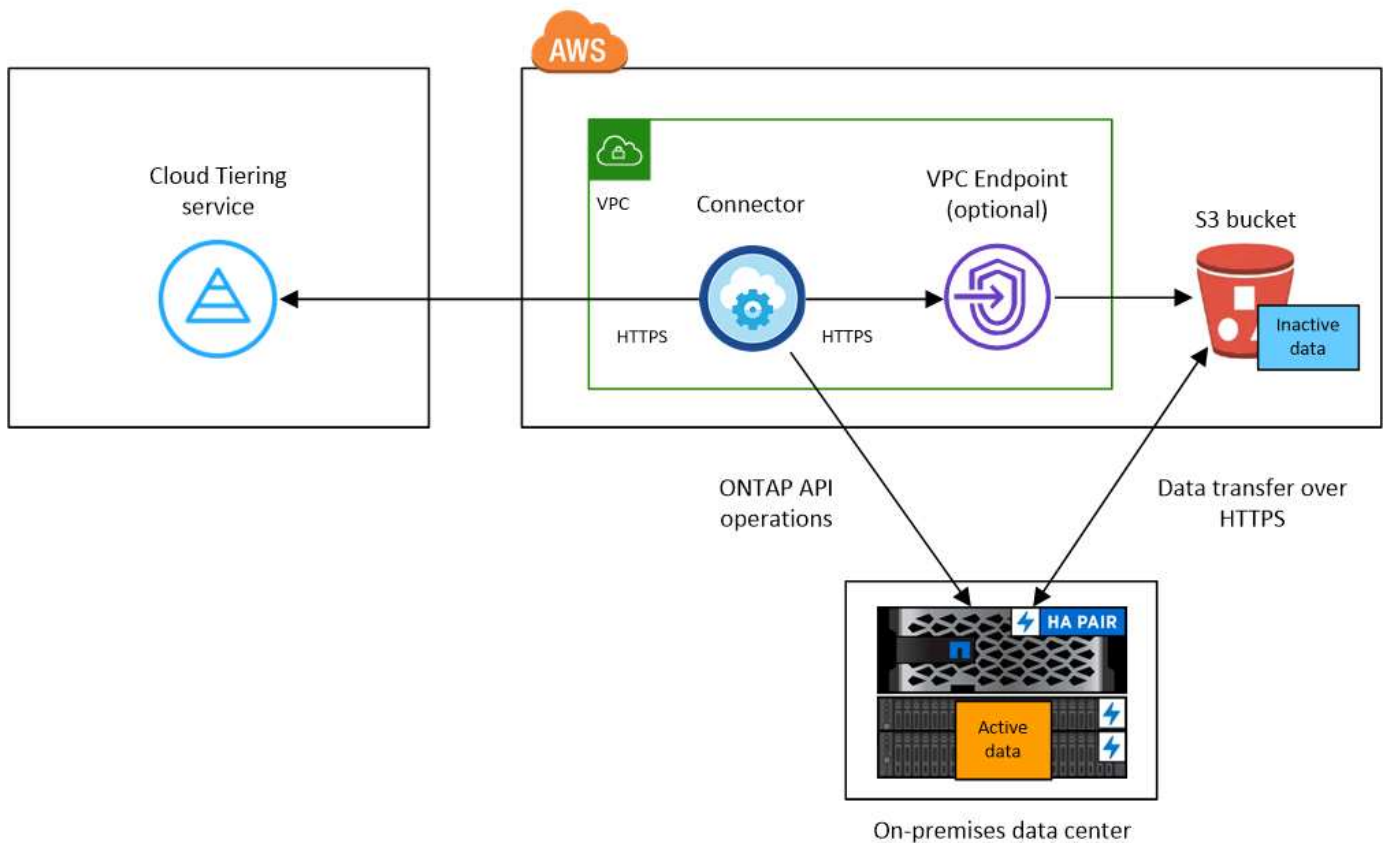 AWS
Cloud Tiering
service
VPC
Connector
VPC Endpoint
(optional)
S3 bucket
HTTPS
HTTPS
Inactive
data
ONTAP API
operations
Data transfer over
HTTPS
HA PAIR
Active
data
On-premises data center